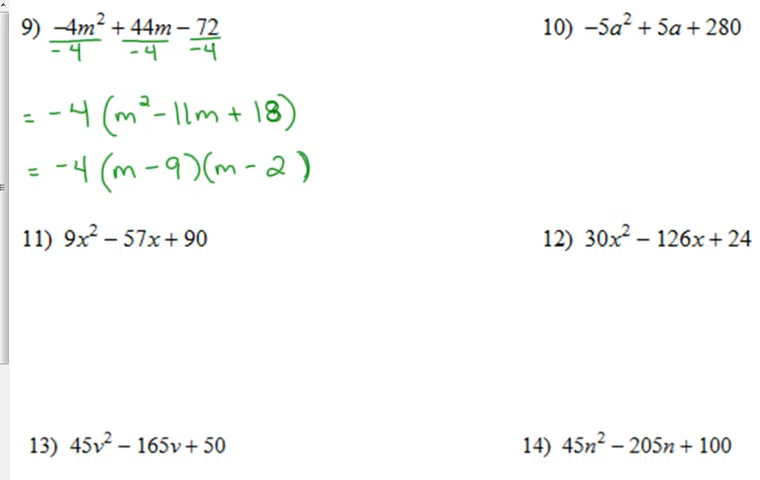 9) −4m² + 44m − 72
-4 -4 -4
= -4 (m² - 11m + 18)
= -4 (m - 9)(m - 2)
10) −5a² + 5a + 280
11) 9x² − 57x + 90
12) 30x² − 126x + 24
13) 45v² − 165v + 50
14) 45n² − 205n + 100